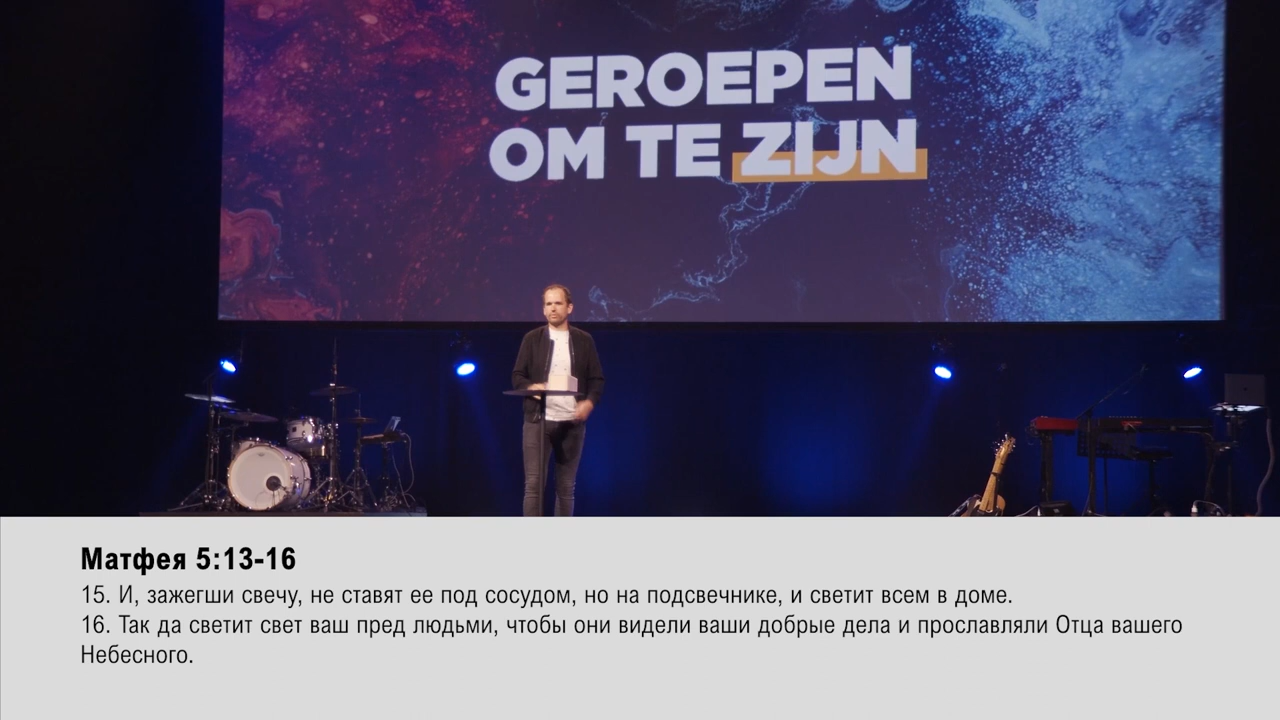 GEROEPEN
OM TE ZIJN
Матфея 5:13-16
15. И, зажегши свечу, не ставят ее под сосудом, но на подсвечнике, и светит всем в доме.
16. Так да светит свет ваш пред людьми, чтобы они видели ваши добрые дела и прославляли Отца вашего
Небесного.